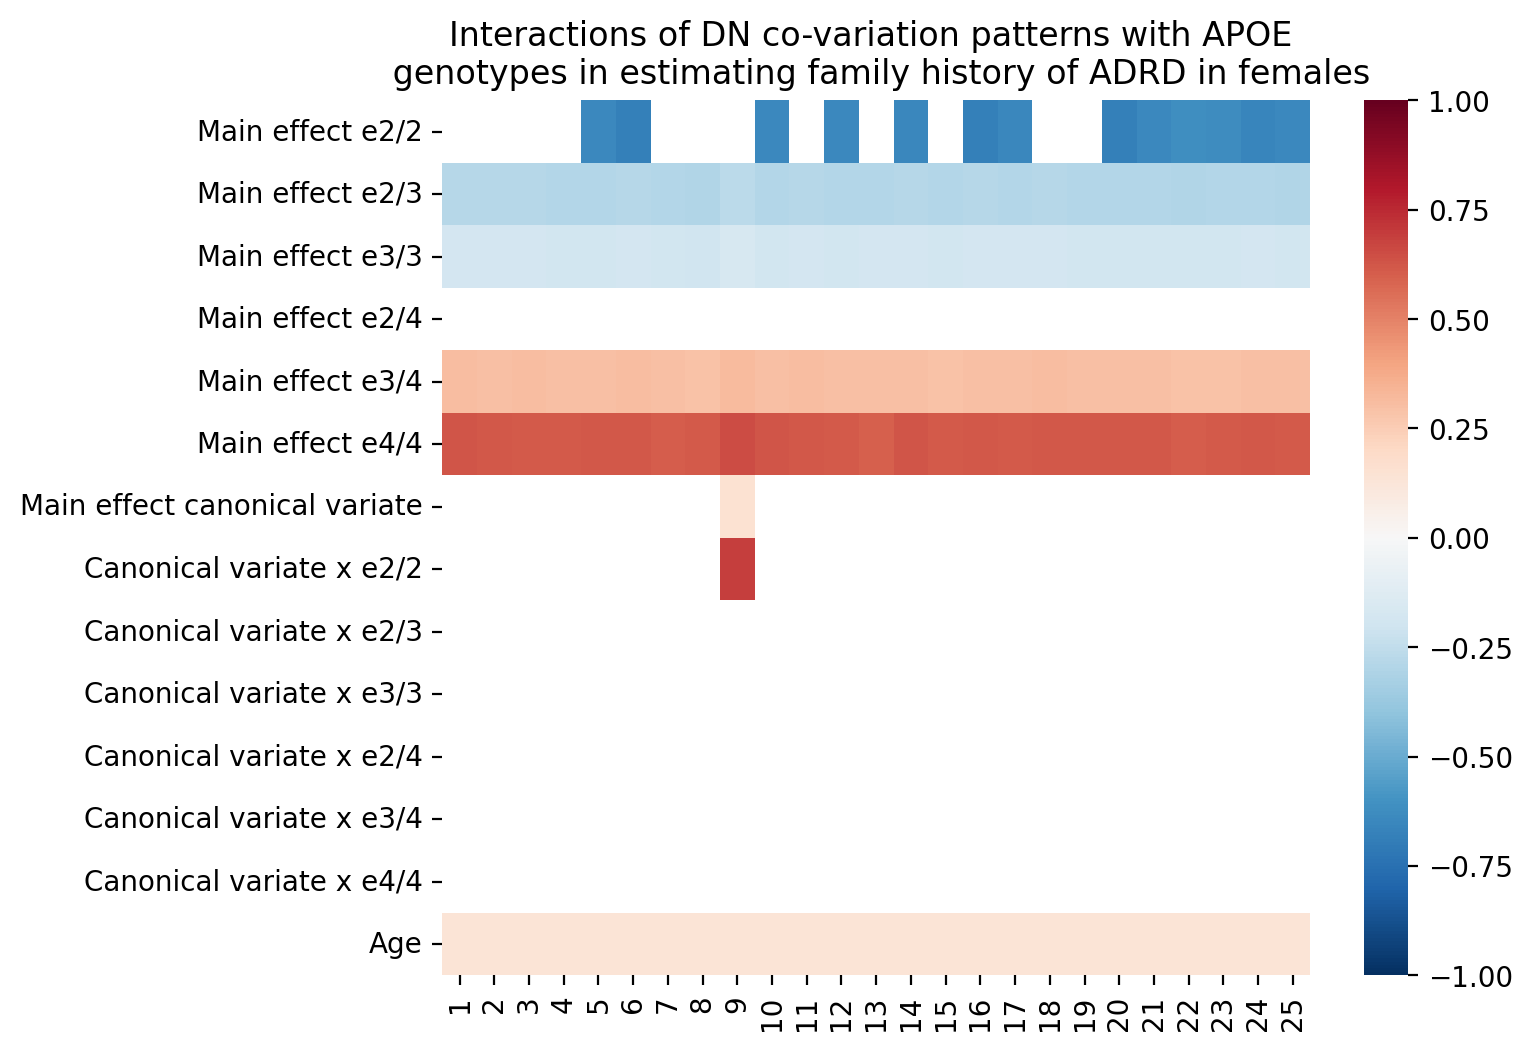 Interactions of DN co-variation patterns with APOE
genotypes in estimating family history of ADRD in females
Main effect e2/2
Main effect e2/3
Main effect e3/3
Main effect e2/4
Main effect e3/4
Main effect e4/4
Main effect canonical variate
Canonical variate x e2/2
Canonical variate x e2/3
Canonical variate x e3/3
Canonical variate x e2/4
Canonical variate x e3/4
Canonical variate x e4/4
Age
1 2 3 4 5 6 7 8 9 10 11 12 13 14 15 16 17 18 19 20 21 22 23 24 25
1.00
0.75
0.50
0.25
0.00
−0.25
−0.50
−0.75
−1.00